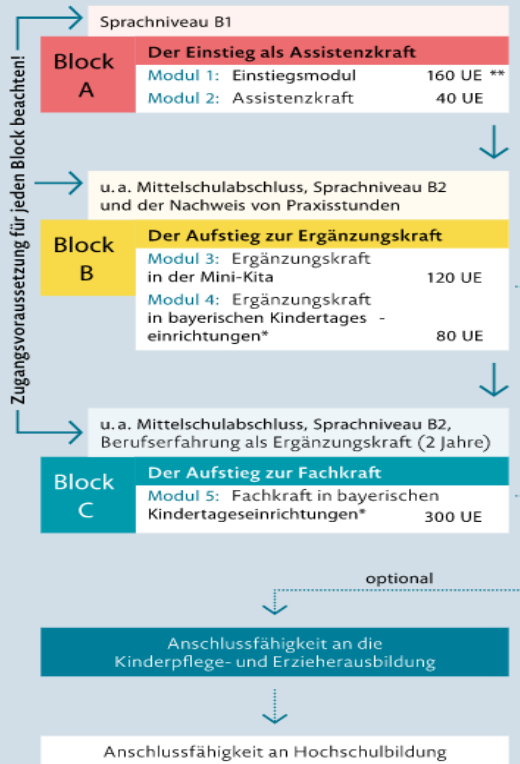 Zugangsvoraussetzung für jeden Block beachten!
Sprachniveau B1
Block
A
Der Einstieg als Assistenzkraft
Modul 1: Einstiegsmodul 160 UE **
Modul 2: Assistenzkraft 40 UE
u. a. Mittelschulabschluss, Sprachniveau B2
und der Nachweis von Praxisstunden
Block
B
Der Aufstieg zur Ergänzungskraft
Modul 3: Ergänzungskraft
in der Mini-Kita 120 UE
Modul 4: Ergänzungskraft
in bayerischen Kindertages -
einrichtungen* 80 UE
u. a. Mittelschulabschluss, Sprachniveau B2,
Berufserfahrung als Ergänzungskraft (2 Jahre)
Block
C
Der Aufstieg zur Fachkraft
Modul 5: Fachkraft in bayerischen
Kindertageseinrichtungen* 300 UE
optional
Anschlussfähigkeit an die
Kinderpflege- und Erzieherausbildung
Anschlussfähigkeit an Hochschulbildung